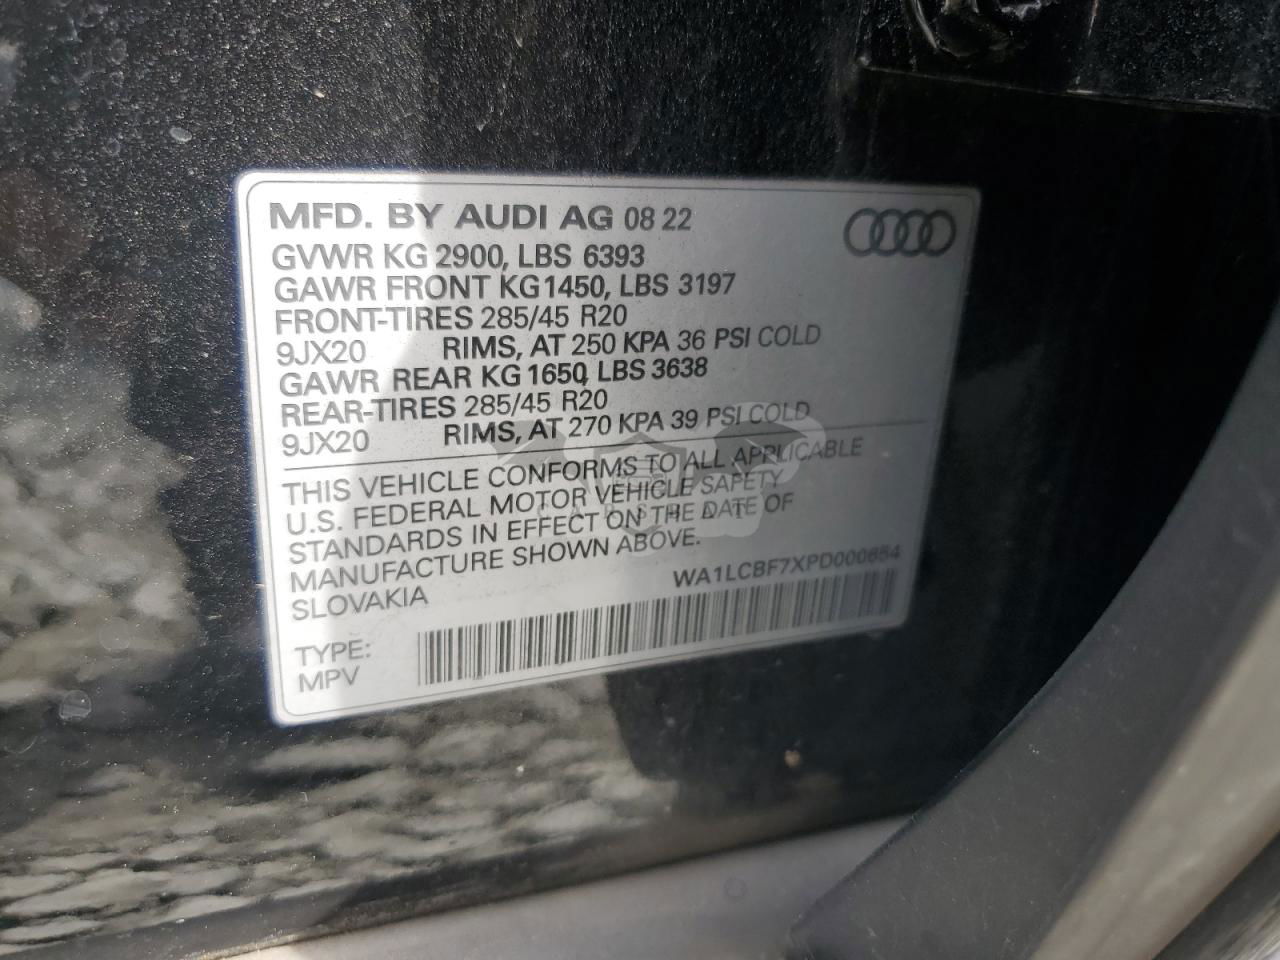 MFD. BY AUDI AG 08 22
GVWR KG 2900, LBS 6393
GAWR FRONT KG 1450, LBS 3197
FRONT-TIRES 285/45 R20
9JX20 RIMS, AT 250 KPA 36 PSI COLD
GAWR REAR KG 1650, LBS 3638
REAR-TIRES 285/45 R20
9JX20 RIMS, AT 270 KPA 39 PSI COLD
THIS VEHICLE CONFORMS TO ALL APPLICABLE
U.S. FEDERAL MOTOR VEHICLE SAFETY
STANDARDS IN EFFECT ON THE DATE OF
MANUFACTURE SHOWN ABOVE.
SLOVAKIA
WA1LCBF7XPD000654
TYPE:
MPV